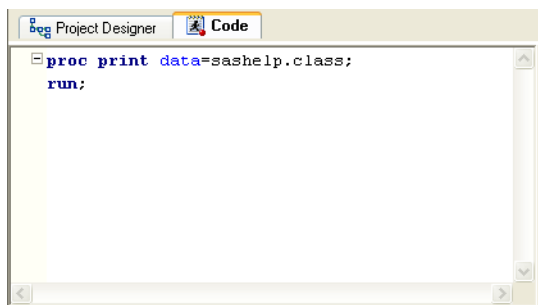 Project Designer Code
proc print data=sashelp.class;
run;